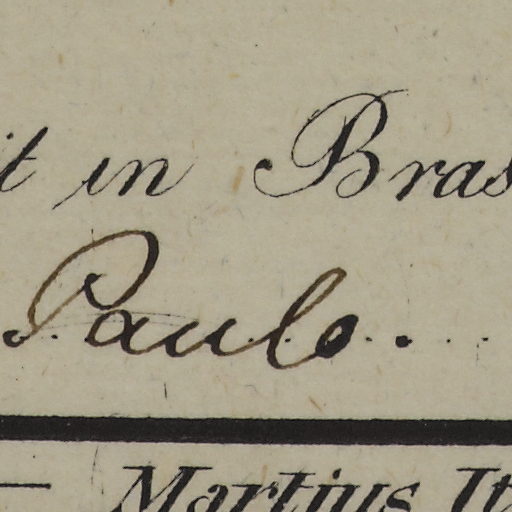 it in Bras
Paulo.
— Martius It